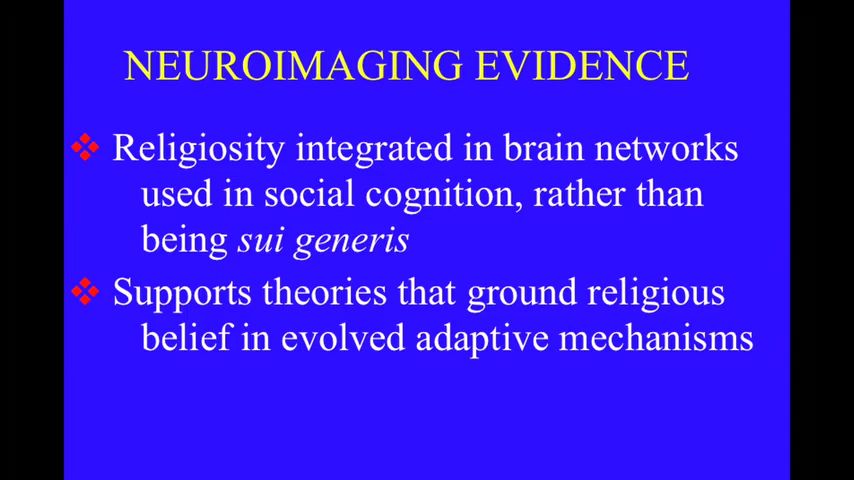 NEUROIMAGING EVIDENCE
Religiosity integrated in brain networks
used in social cognition, rather than
being sui generis
Supports theories that ground religious
belief in evolved adaptive mechanisms